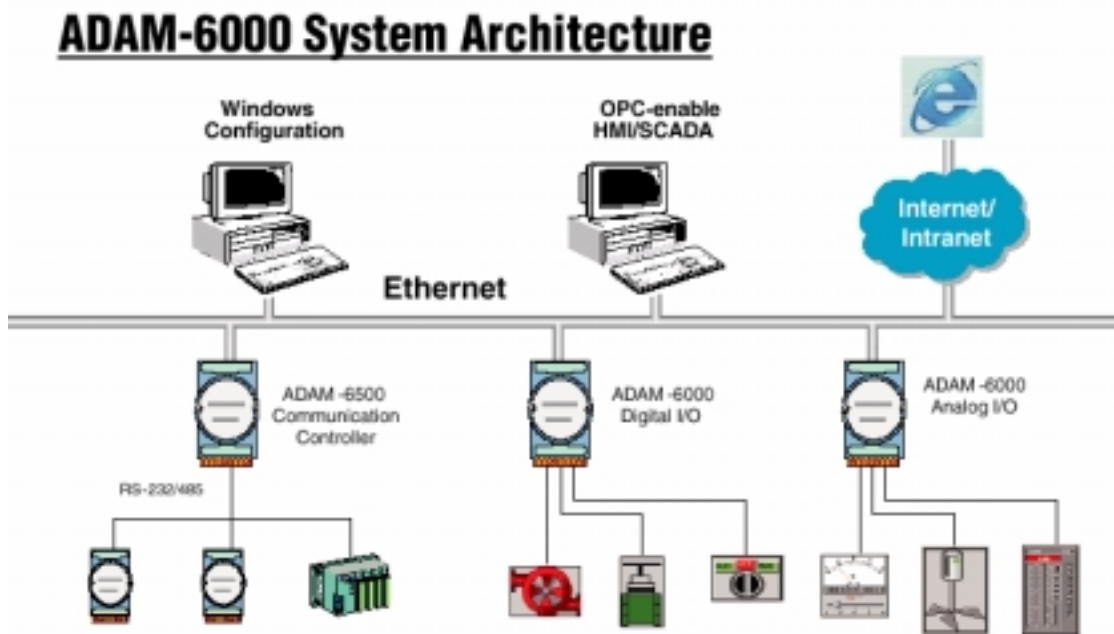 ADAM-6000 System Architecture
Windows
Configuration
OPC-enable
HMI/SCADA
Internet/
Intranet
Ethernet
ADAM -6500
Communication
Controller
ADAM -6000
Digital I/O
ADAM -6000
Analog I/O
RS-232/485